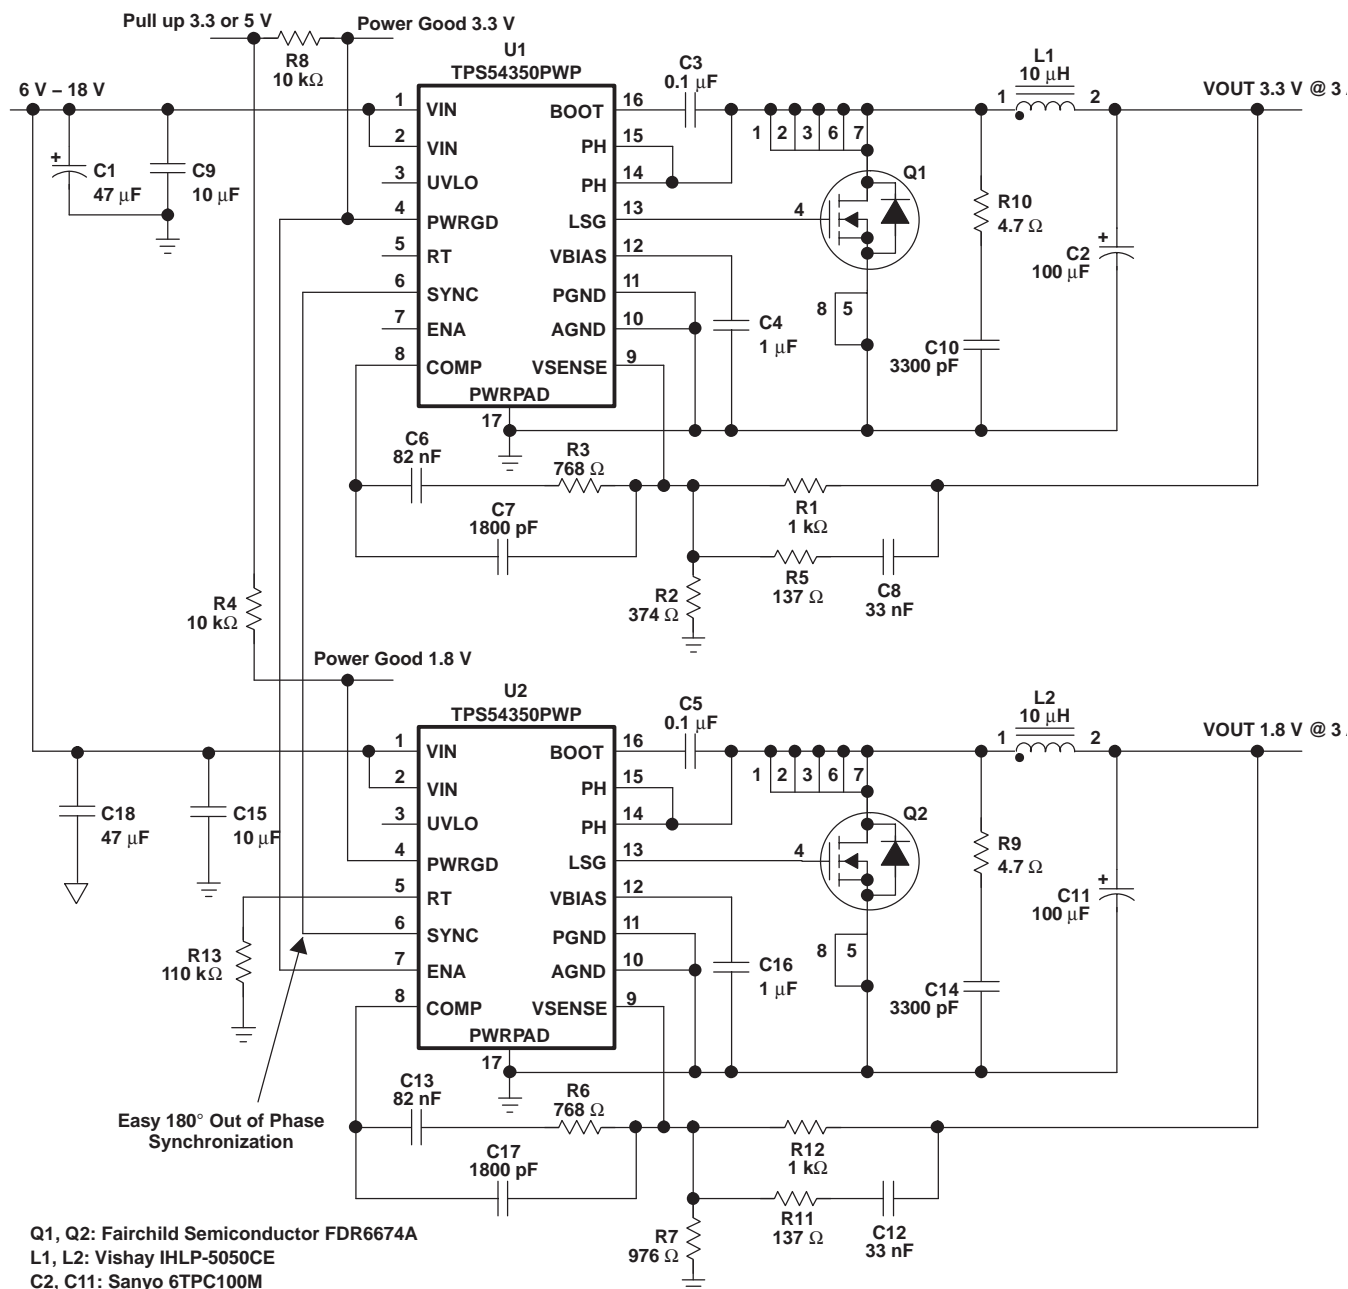 Pull up 3.3 or 5 V
Power Good 3.3 V
R8
10 kΩ
U1
TPS54350PWP
C3
0.1 μF
L1
10 μH
6 V – 18 V
VOUT 3.3 V @ 3
1 VIN
2 VIN
3 UVLO
4 PWRGD
5 RT
6 SYNC
7 ENA
8 COMP
BOOT 16
PH 15
PH 14
LSG 13
VBIAS 12
PGND 11
AGND 10
VSENSE 9
PWRPAD
17
1 2 3 6 7
1 2
+ C1
47 μF
C9
10 μF
Q1
4
8 5
R10
4.7 Ω
+
C2
100 μF
C4
1 μF
C10
3300 pF
C6
82 nF
R3
768 Ω
C7
1800 pF
R1
1 kΩ
R5
137 Ω
C8
33 nF
R2
374 Ω
R4
10 kΩ
Power Good 1.8 V
U2
TPS54350PWP
C5
0.1 μF
L2
10 μH
VOUT 1.8 V @ 3
1 VIN
2 VIN
3 UVLO
4 PWRGD
5 RT
6 SYNC
7 ENA
8 COMP
BOOT 16
PH 15
PH 14
LSG 13
VBIAS 12
PGND 11
AGND 10
VSENSE 9
PWRPAD
17
1 2 3 6 7
1 2
C18
47 μF
C15
10 μF
Q2
4
8 5
R9
4.7 Ω
+
C11
100 μF
R13
110 kΩ
C16
1 μF
C14
3300 pF
Easy 180° Out of Phase
Synchronization
C13
82 nF
R6
768 Ω
C17
1800 pF
R12
1 kΩ
R11
137 Ω
C12
33 nF
R7
976 Ω
Q1, Q2: Fairchild Semiconductor FDR6674A
L1, L2: Vishay IHLP-5050CE
C2, C11: Sanyo 6TPC100M